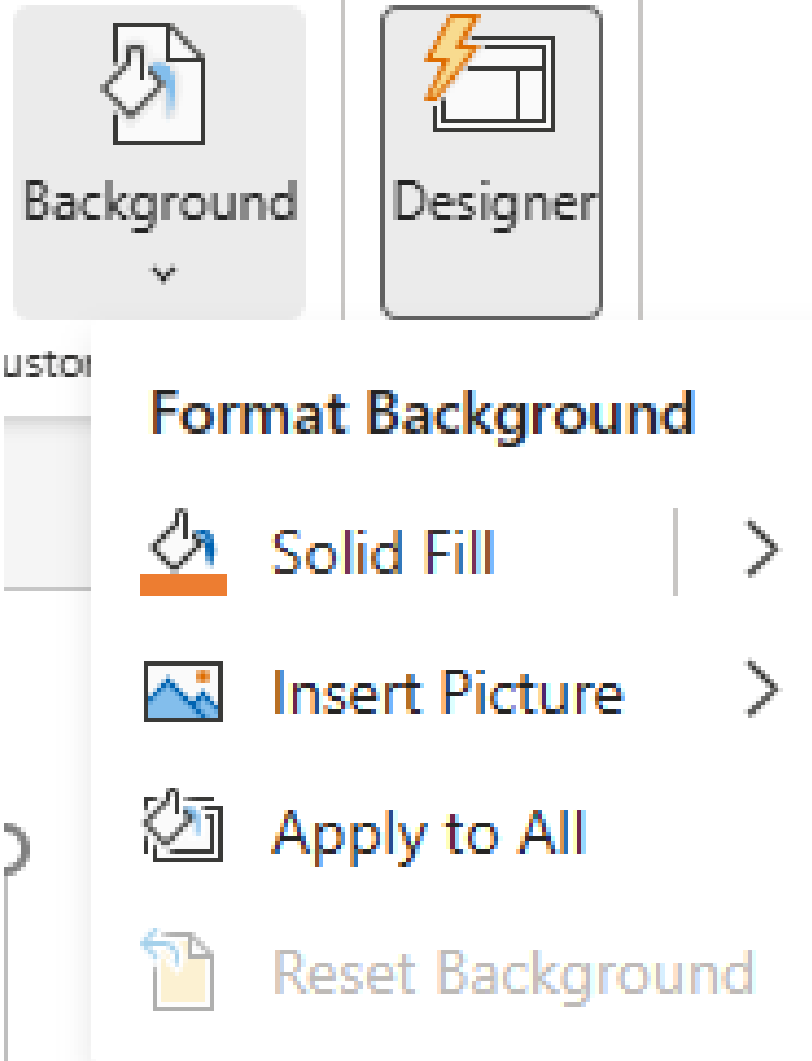 Background
Designer
Format Background
Solid Fill
Insert Picture
Apply to All
Reset Background